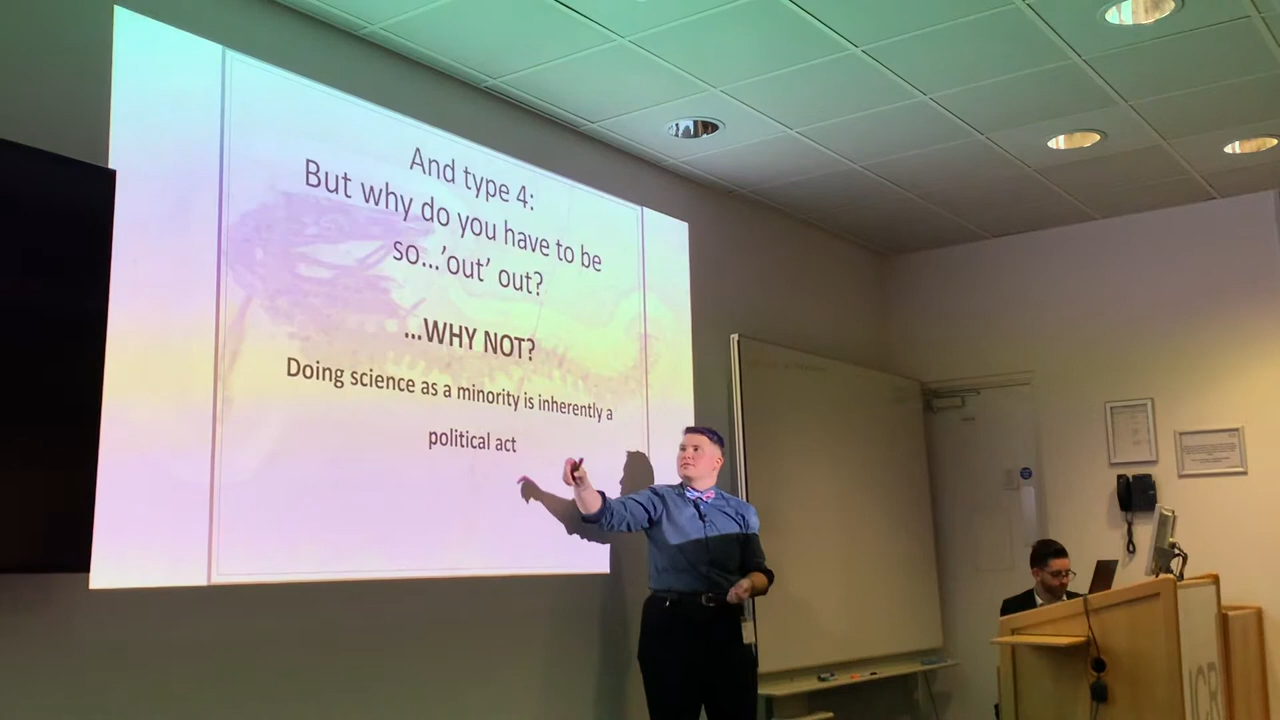 And type 4:
But why do you have to be
so...'out' out?
...WHY NOT?
Doing science as a minority is inherently a
political act
ICR